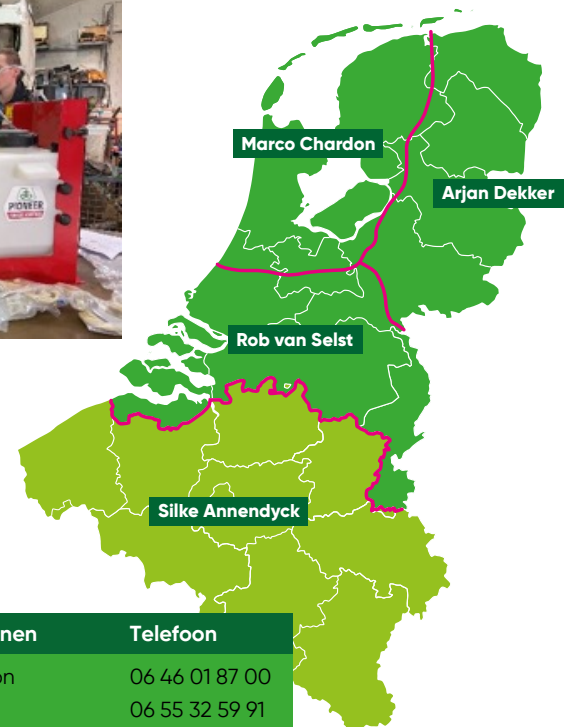 PIONEER
Marco Chardon
Arjan Dekker
Rob van Selst
Silke Annendyck
nen Telefoon
on 06 46 01 87 00
06 55 32 59 91